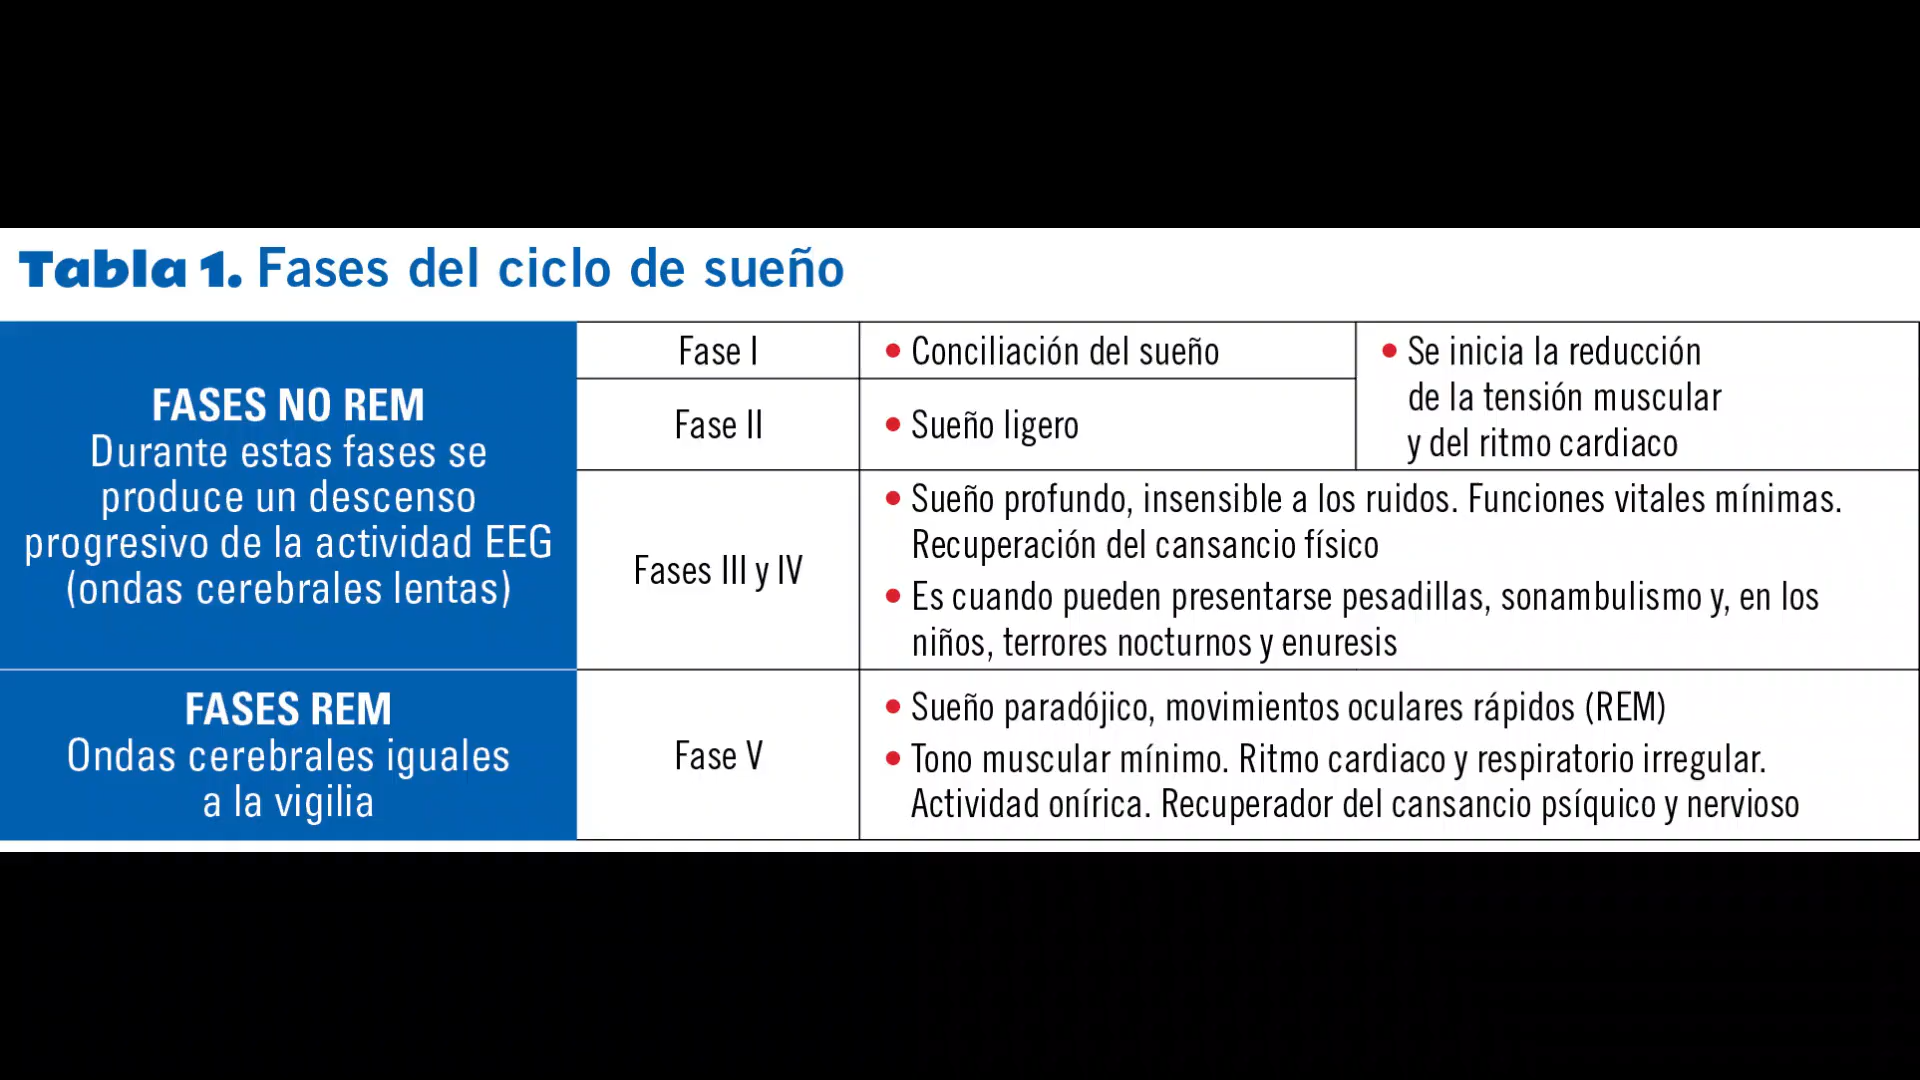 Tabla 1. Fases del ciclo de sueño
FASES NO REM
Durante estas fases se
produce un descenso
progresivo de la actividad EEG
(ondas cerebrales lentas)
Fase I
• Conciliación del sueño
• Se inicia la reducción
de la tensión muscular
y del ritmo cardiaco
Fase II
• Sueño ligero
Fases III y IV
• Sueño profundo, insensible a los ruidos. Funciones vitales mínimas.
Recuperación del cansancio físico
• Es cuando pueden presentarse pesadillas, sonambulismo y, en los
niños, terrores nocturnos y enuresis
FASES REM
Ondas cerebrales iguales
a la vigilia
Fase V
• Sueño paradójico, movimientos oculares rápidos (REM)
• Tono muscular mínimo. Ritmo cardiaco y respiratorio irregular.
Actividad onírica. Recuperador del cansancio psíquico y nervioso